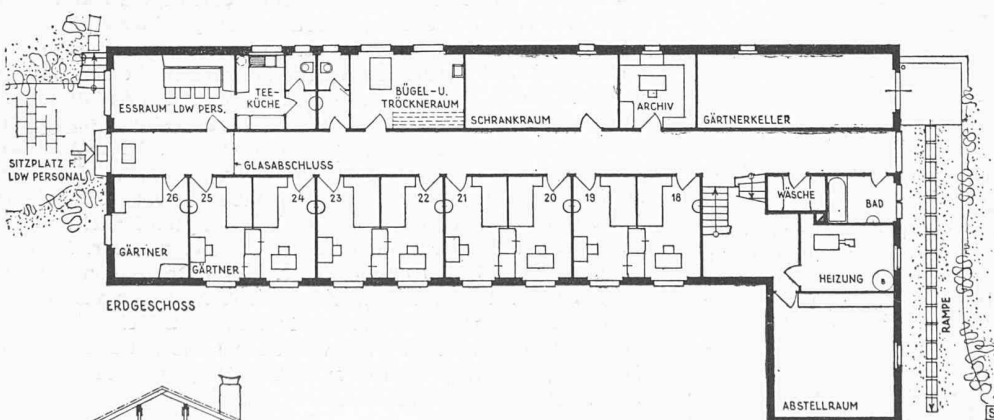 ESSRAUM LDW PERS.
TEE-
KÜCHE
BÜGEL-U.
TRÖCKNERAUM
SCHRANKRAUM
ARCHIV
GÄRTNERKELLER
SITZPLATZ F.
LDW PERSONAL
GLASABSCHLUSS
26 25 24 23 22 21 20 19 18
WÄSCHE
BAD
GÄRTNER
GÄRTNER
HEIZUNG
B
ERDGESCHOSS
RAMPE
ABSTELLRAUM